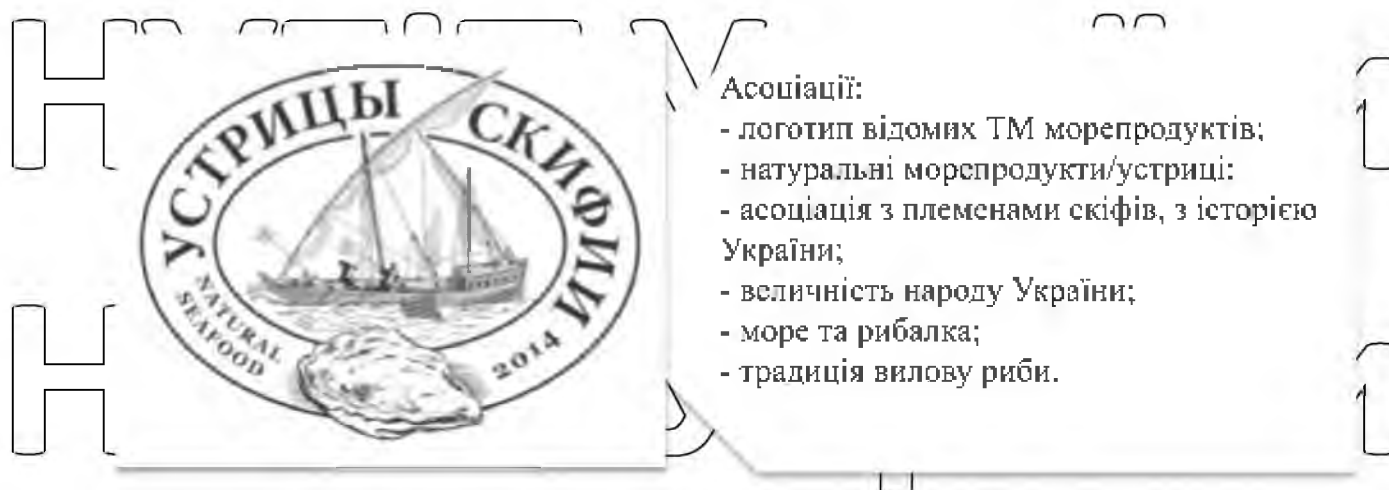 УСТРИЦЫ СКИФИИ
NATURAL
SEAFOOD
2014
Асоціації:
- логотип відомих ТМ морепродуктів;
- натуральні морепродукти/устриці:
- асоціація з племенами скіфів, з історією
України;
- величність народу України;
- море та рибалка;
- традиція вилову риби.